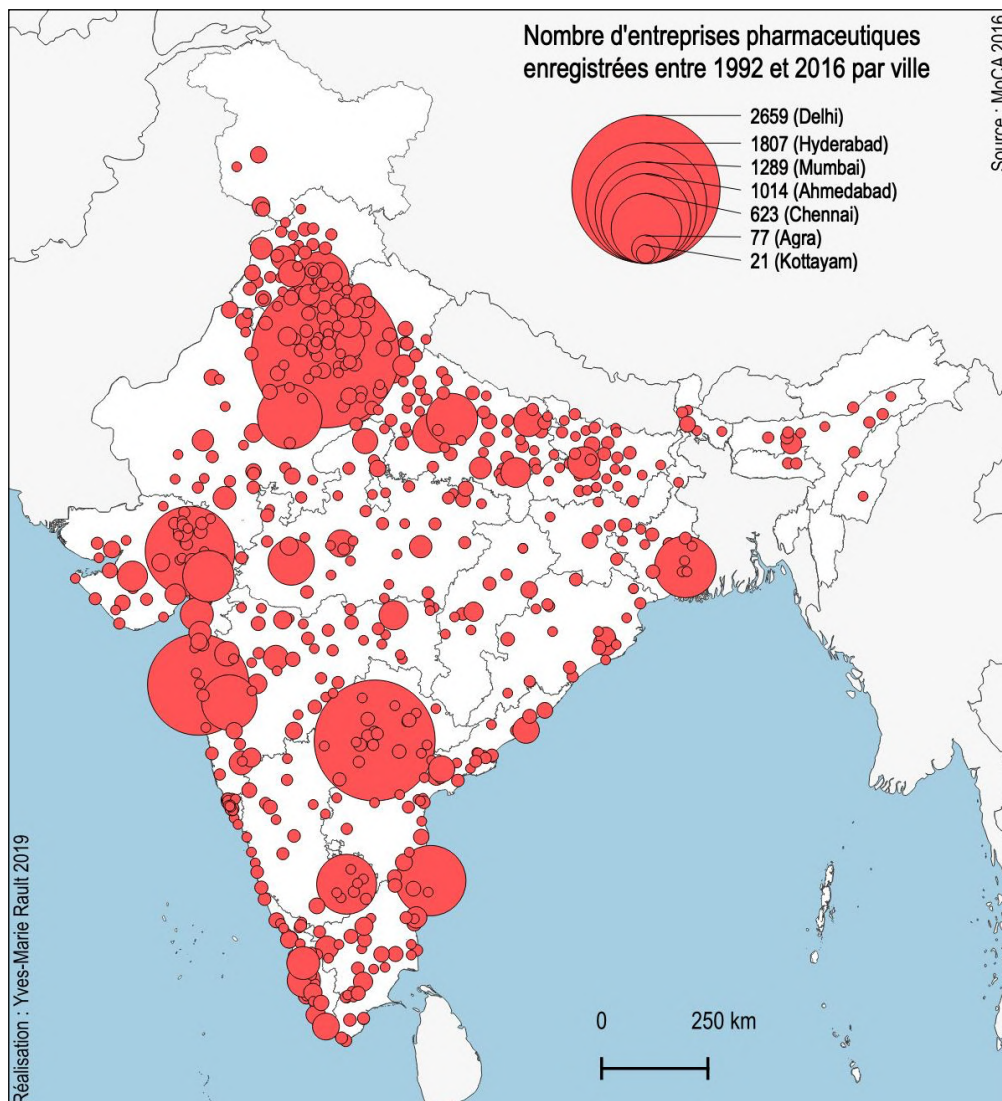 Nombre d'entreprises pharmaceutiques
enregistrées entre 1992 et 2016 par ville
2659 (Delhi)
1807 (Hyderabad)
1289 (Mumbai)
1014 (Ahmedabad)
623 (Chennai)
77 (Agra)
21 (Kottayam)
Source : MoCA 2016
Réalisation : Yves-Marie Rault 2019
0 250 km